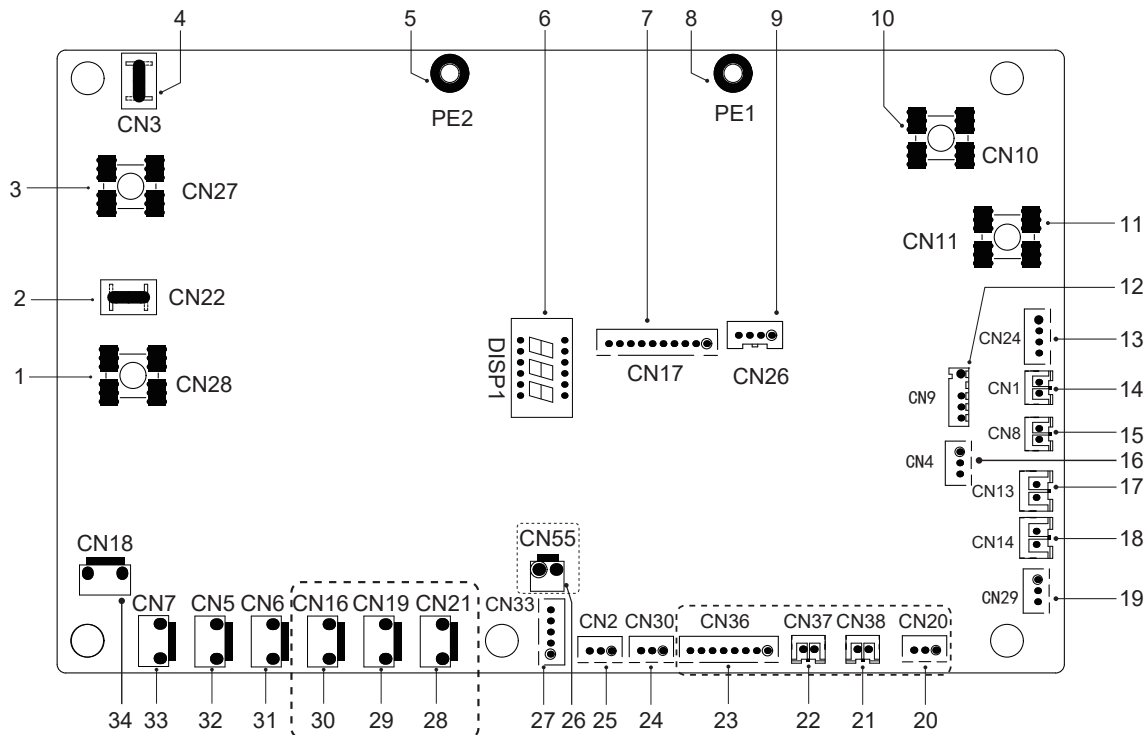 4 5 6 7 8 9 10
CN3
PE2
PE1
CN10
3
CN27
CN11
11
2
CN22
12
DISP1
CN17
CN26
CN24
13
1
CN28
CN9
CN1
14
CN8
15
CN4
16
CN13
17
CN14
18
CN18
CN55
CN29
19
CN7 CN5 CN6 CN16 CN19 CN21 CN33 CN2 CN30 CN36 CN37 CN38 CN20
34 33 32 31 30 29 28 27 26 25 24 23 22 21 20